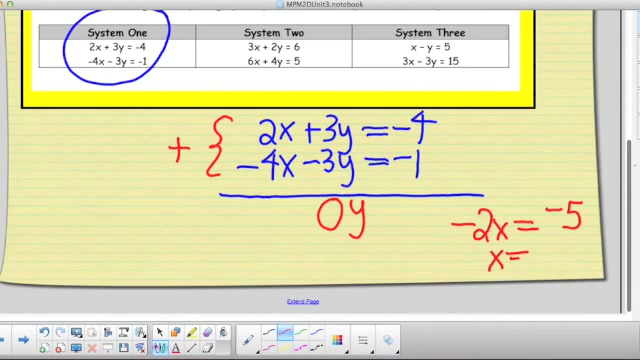 MPM2DUnit3.notebook
System One System Two System Three
2x + 3y = -4 3x + 2y = 6 x - y = 5
-4x - 3y = -1 6x + 4y = 5 3x - 3y = 15
2x + 3y = -4
+ { -4x - 3y = -1
0y
-2x = -5
x =
Extend Page